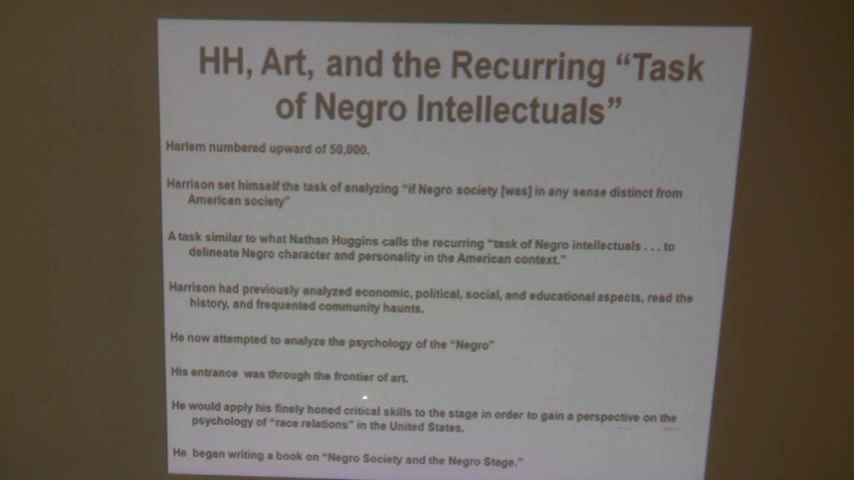 HH, Art, and the Recurring “Task
of Negro Intellectuals”
Harlem numbered upward of 50,000.
Harrison set himself the task of analyzing “if Negro society [was] in any sense distinct from
American society”
A task similar to what Nathan Huggins calls the recurring “task of Negro intellectuals . . . to
delineate Negro character and personality in the American context.”
Harrison had previously analyzed economic, political, social, and educational aspects, read the
history, and frequented community haunts.
He now attempted to analyze the psychology of the “Negro”
His entrance was through the frontier of art.
He would apply his finely honed critical skills to the stage in order to gain a perspective on the
psychology of “race relations” in the United States.
He began writing a book on “Negro Society and the Negro Stage.”